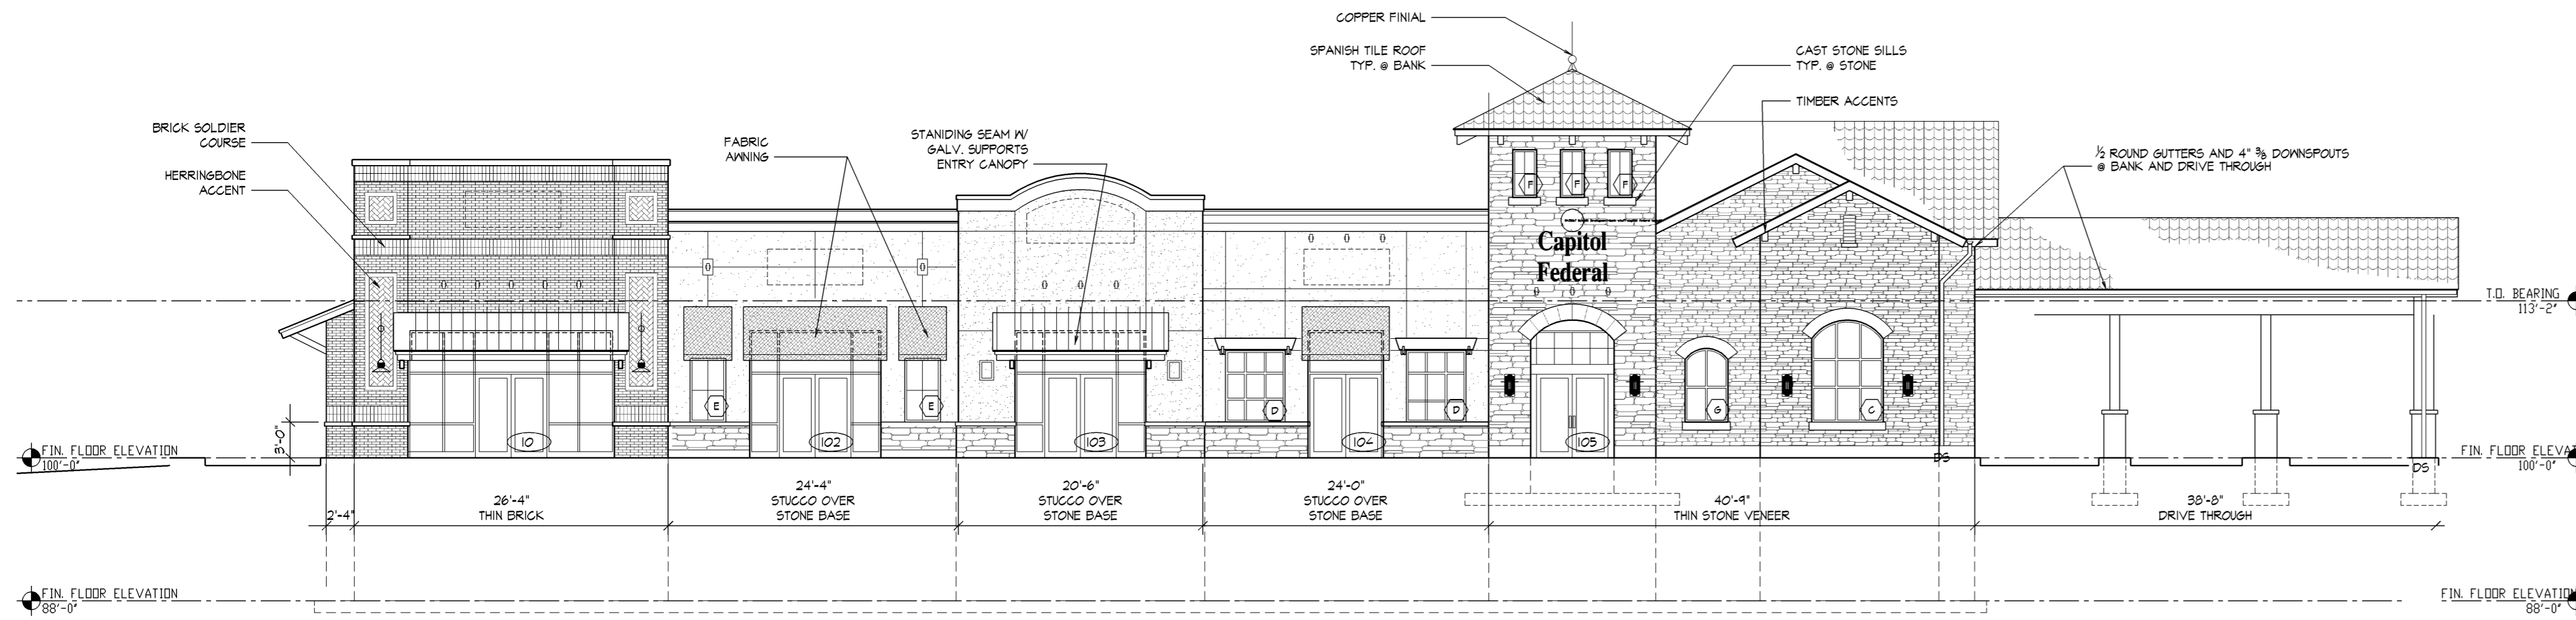 COPPER FINIAL
SPANISH TILE ROOF
TYP. @ BANK
CAST STONE SILLS
TYP. @ STONE
TIMBER ACCENTS
BRICK SOLDIER
COURSE
HERRINGBONE
ACCENT
FABRIC
AWNING
STANIDING SEAM W/
GALV. SUPPORTS
ENTRY CANOPY
½ ROUND GUTTERS AND 4" ⅜ DOWNSPOUTS
@ BANK AND DRIVE THROUGH
F
F
F
Capitol
Federal
T.O. BEARING
113'-2"
E
E
D
D
G
C
10
102
103
104
105
3'-0"
FIN. FLOOR ELEVATION
100'-0"
FIN. FLOOR ELEVA
100'-0"
DS
DS
2'-4"
26'-4"
THIN BRICK
24'-4"
STUCCO OVER
STONE BASE
20'-6"
STUCCO OVER
STONE BASE
24'-0"
STUCCO OVER
STONE BASE
40'-9"
THIN STONE VENEER
38'-8"
DRIVE THROUGH
FIN. FLOOR ELEVATION
88'-0"
FIN. FLOOR ELEVATION
88'-0"